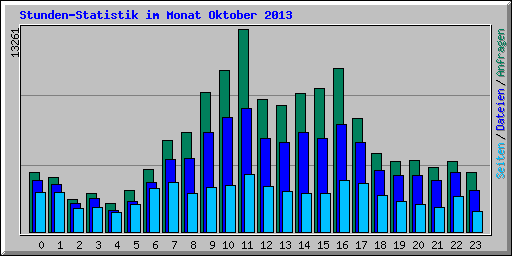 Stunden-Statistik im Monat Oktober 2013
13261
Seiten / Dateien / Anfragen
0 1 2 3 4 5 6 7 8 9 10 11 12 13 14 15 16 17 18 19 20 21 22 23